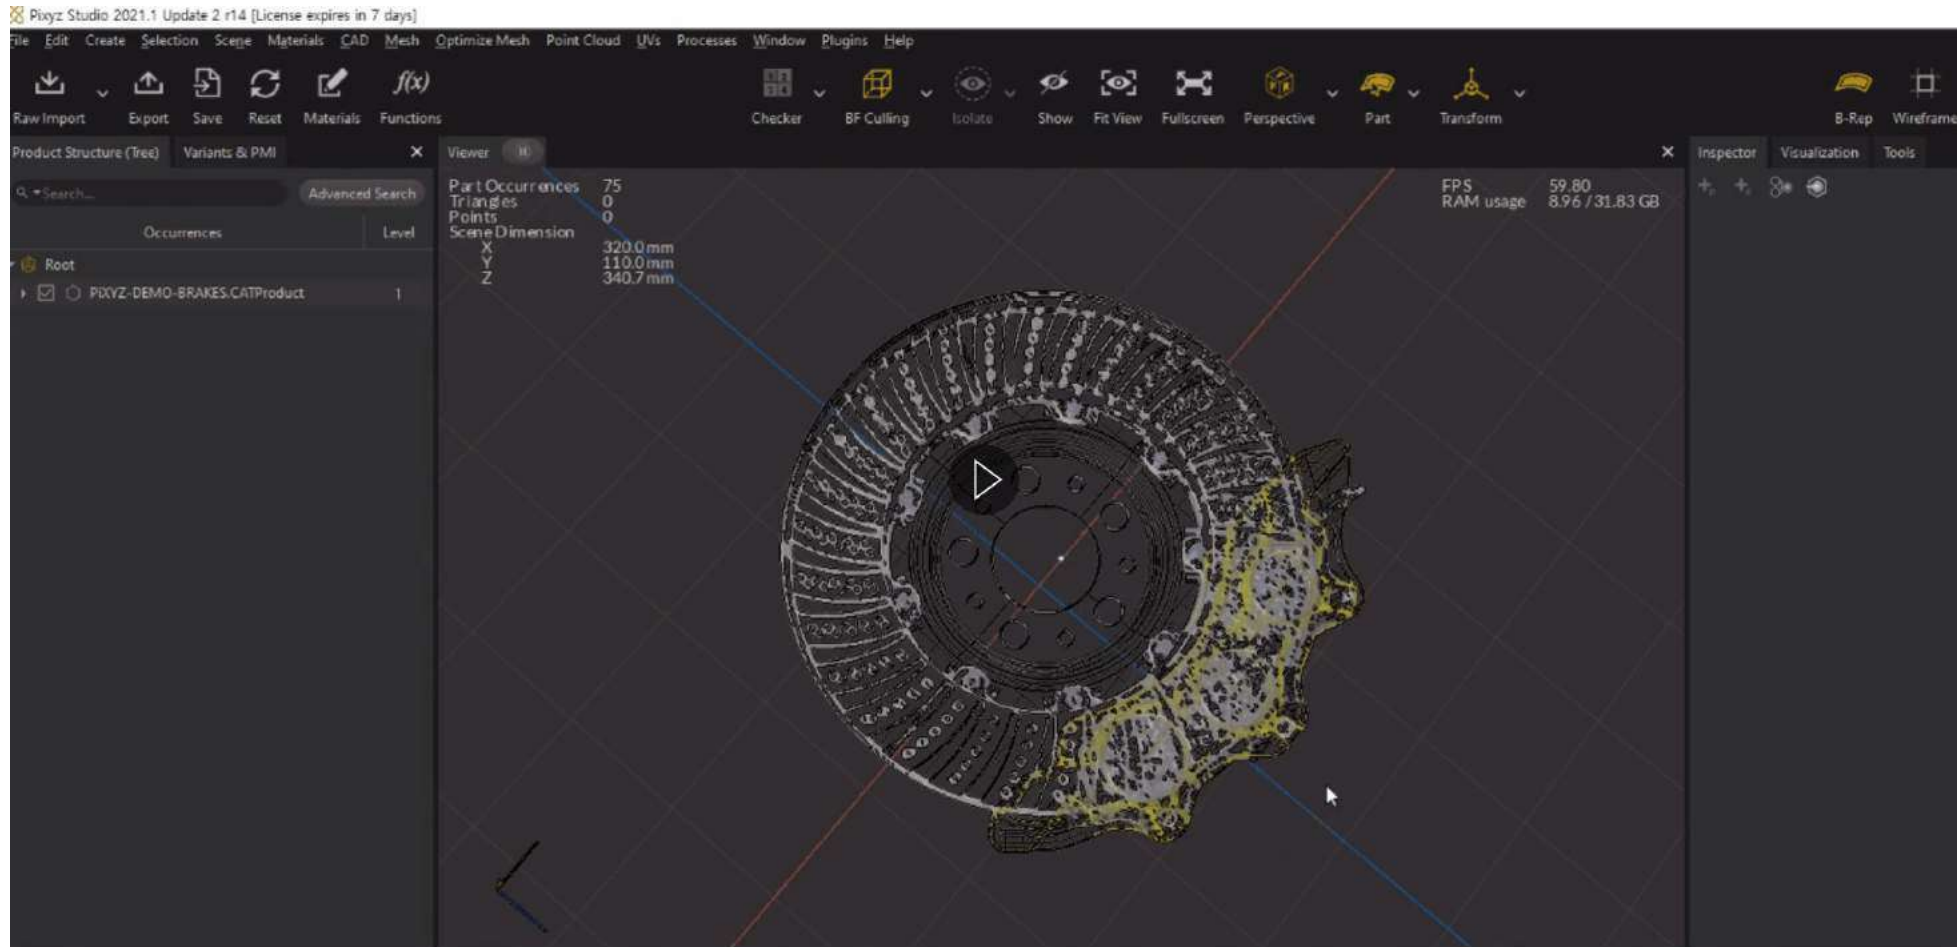 Pixyz Studio 2021.1 Update 2 r14 [License expires in 7 days]
File Edit Create Selection Scene Materials CAD Mesh Optimize Mesh Point Cloud UVs Processes Window Plugins Help
Raw Import Export Save Reset Materials Functions Checker BF Culling Isolate Show Fit View Fullscreen Perspective Part Transform B-Rep Wireframe
Product Structure (Tree) Variants & PMI Viewer Inspector Visualization Tools
Search... Advanced Search
Occurrences Level
Root
PiXYZ-DEMO-BRAKES.CATProduct 1
Part Occurrences 75
Triangles 0
Points 0
Scene Dimension
X 320.0 mm
Y 110.0 mm
Z 340.7 mm
FPS 59.80
RAM usage 8.96 / 31.83 GB